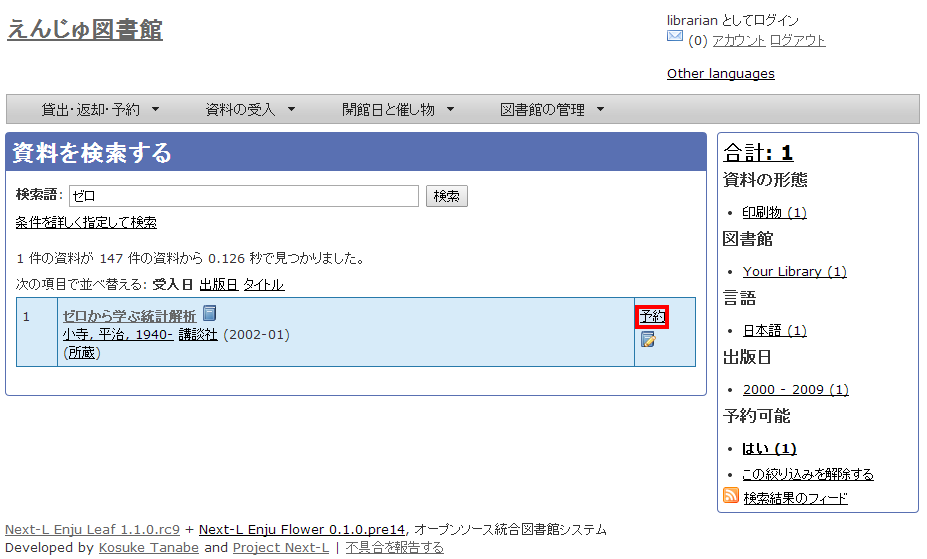 えんじゅ図書館
librarian としてログイン
(0) アカウント ログアウト
Other languages
貸出・返却・予約 ▼ 資料の受入 ▼ 開館日と催し物 ▼ 図書館の管理 ▼
資料を検索する
検索語: ゼロ 検索
条件を詳しく指定して検索
1 件の資料が 147 件の資料から 0.126 秒で見つかりました。
次の項目で並べ替える: 受入日 出版日 タイトル
1 ゼロから学ぶ統計解析 予約
小寺, 平治, 1940- 講談社 (2002-01)
(所蔵)
合計: 1
資料の形態
• 印刷物 (1)
図書館
• Your Library (1)
言語
• 日本語 (1)
出版日
• 2000 - 2009 (1)
予約可能
• はい (1)
• この絞り込みを解除する
検索結果のフィード
Next-L Enju Leaf 1.1.0.rc9 + Next-L Enju Flower 0.1.0.pre14, オープンソース統合図書館システム
Developed by Kosuke Tanabe and Project Next-L | 不具合を報告する